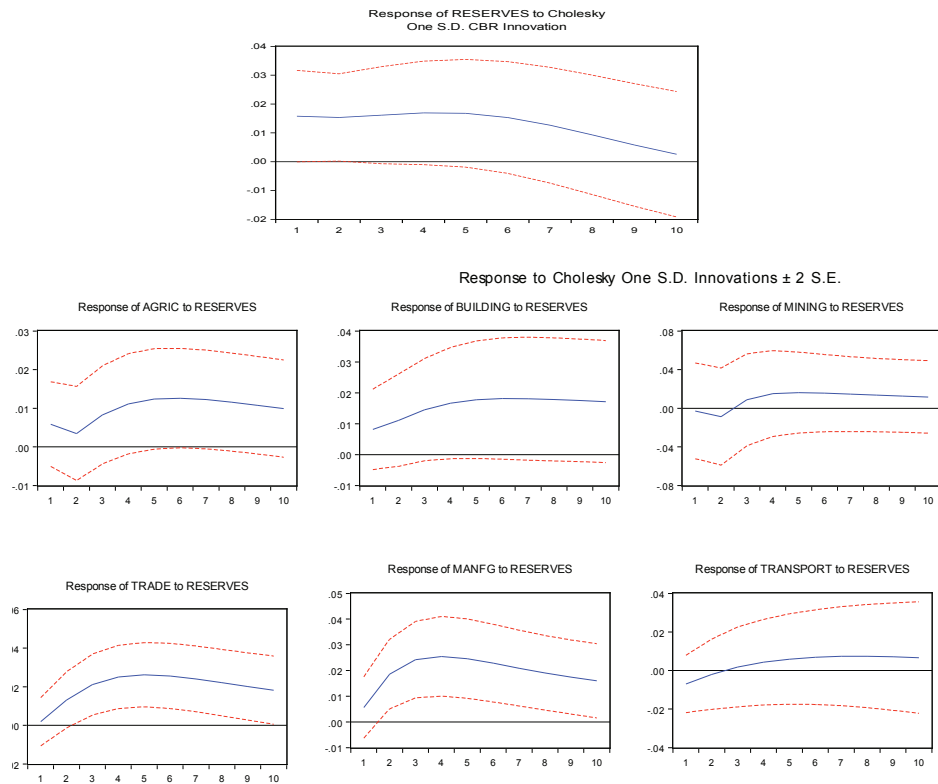 Response of RESERVES to Cholesky
One S.D. CBR Innovation
.04
.03
.02
.01
.00
-.01
-.02
1 2 3 4 5 6 7 8 9 10
Response to Cholesky One S.D. Innovations ± 2 S.E.
Response of AGRIC to RESERVES
.03
.02
.01
.00
-.01
1 2 3 4 5 6 7 8 9 10
Response of BUILDING to RESERVES
.04
.03
.02
.01
.00
-.01
1 2 3 4 5 6 7 8 9 10
Response of MINING to RESERVES
.08
.04
.00
-.04
-.08
1 2 3 4 5 6 7 8 9 10
Response of TRADE to RESERVES
06
04
02
00
02
1 2 3 4 5 6 7 8 9 10
Response of MANFG to RESERVES
.05
.04
.03
.02
.01
.00
-.01
1 2 3 4 5 6 7 8 9 10
Response of TRANSPORT to RESERVES
.04
.02
.00
-.02
-.04
1 2 3 4 5 6 7 8 9 10